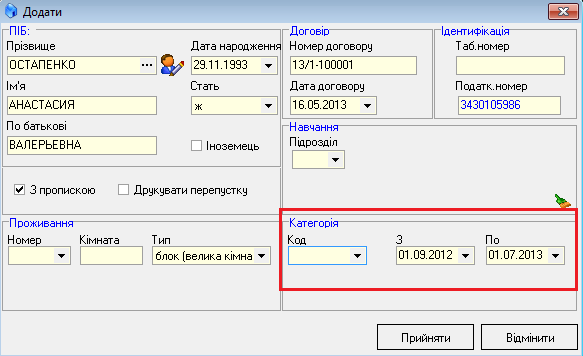 Додати
ПІБ:
Прізвище
Дата народження
ОСТАПЕНКО ...
29.11.1993
Ім'я
Стать
АНАСТАСИЯ
ж
По батькові
ВАЛЕРЬЕВНА
Іноземець
Договір
Номер договору
13/1-100001
Дата договору
16.05.2013
Ідентифікація
Таб.номер
Податк.номер
3430105986
Навчання
Підрозділ
З пропискою
Друкувати перепустку
Проживання
Номер
Кімната
Тип
блок (велика кімна
Категорія
Код
З
По
01.09.2012
01.07.2013
Прийняти
Відмінити